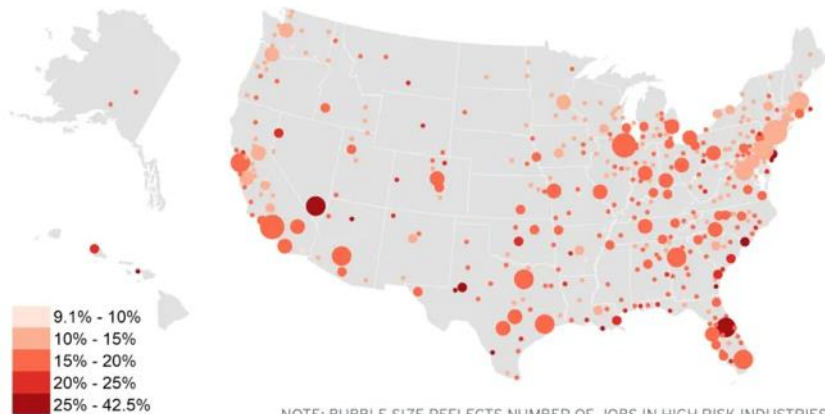 9.1% - 10%
10% - 15%
15% - 20%
20% - 25%
25% - 42.5%
NOTE: BUBBLE SIZE REFLECTS NUMBER OF JOBS IN HIGH RISK INDUSTRIES